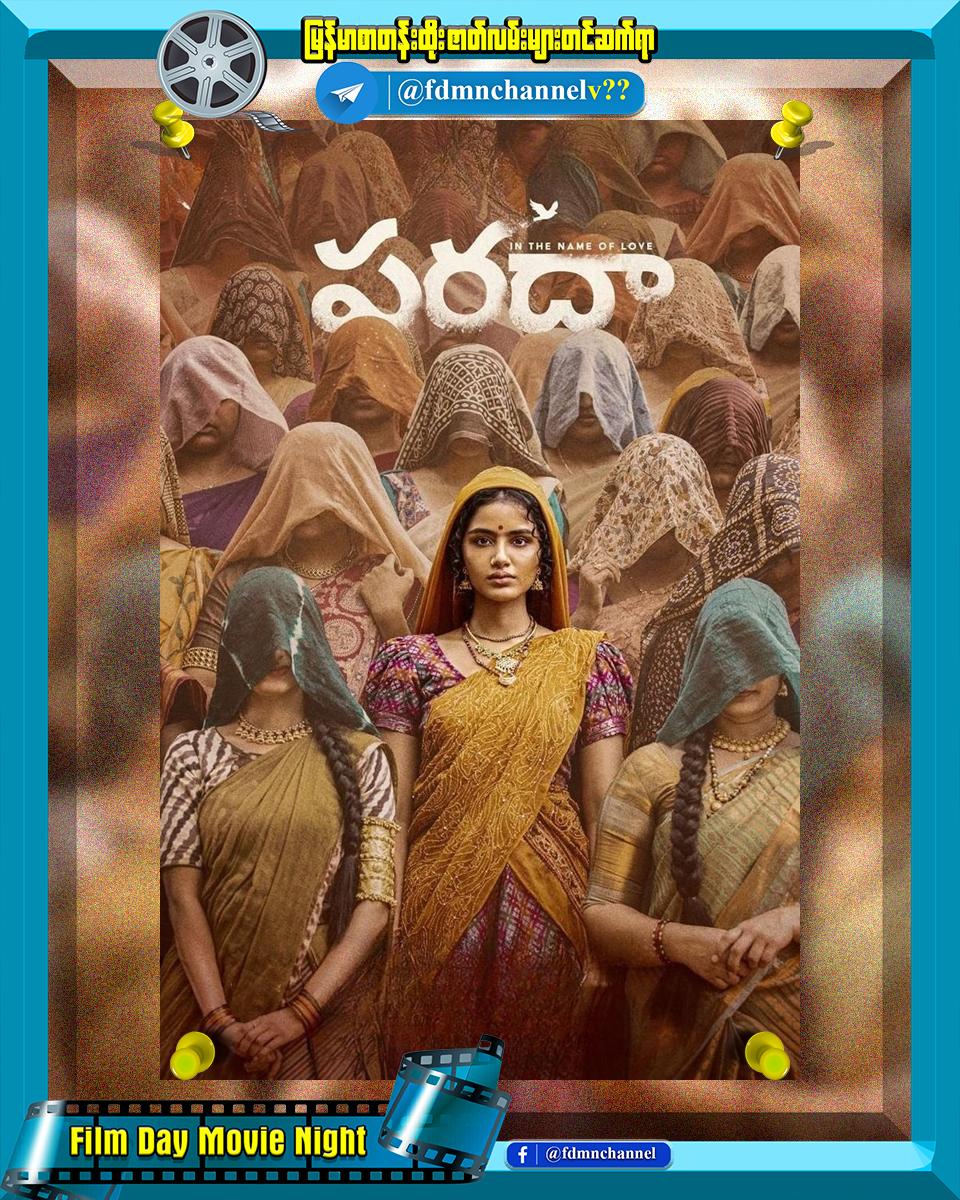 မြန်မာစာတန်းထိုးဇာတ်လမ်းများတင်ဆက်ရာ
@fdmnchannelv??
IN THE NAME OF LOVE
పరదా
Film Day Movie Night
@fdmnchannel